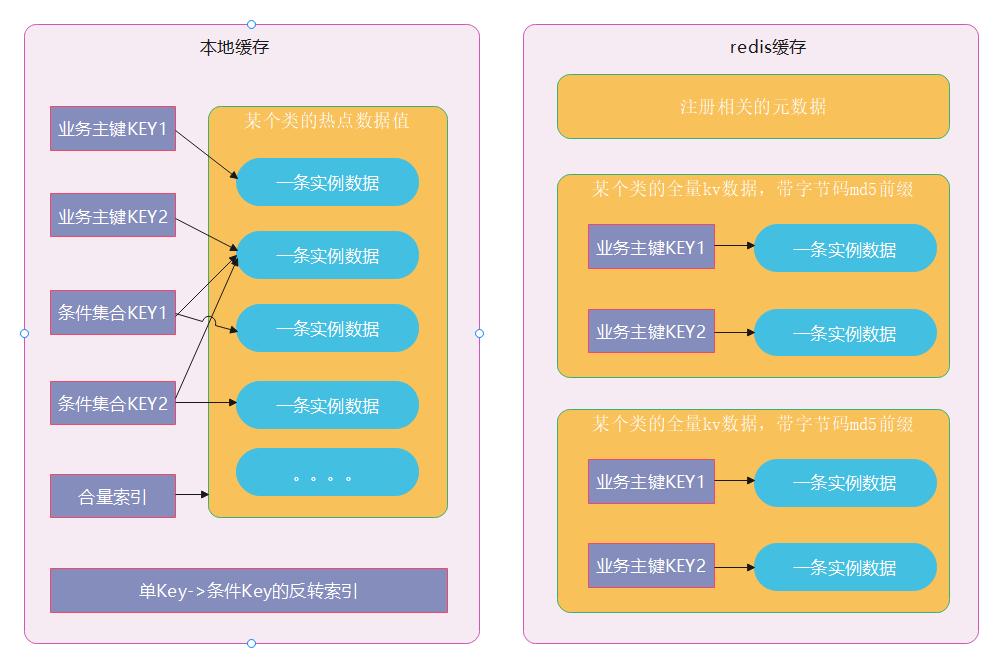 本地缓存
业务主键KEY1
业务主键KEY2
条件集合KEY1
条件集合KEY2
合量索引
某个类的热点数据值
一条实例数据
一条实例数据
一条实例数据
一条实例数据
。。。。
单Key->条件Key的反转索引
redis缓存
注册相关的元数据
某个类的全量kv数据，带字节码md5前缀
业务主键KEY1
一条实例数据
业务主键KEY2
一条实例数据
某个类的全量kv数据，带字节码md5前缀
业务主键KEY1
一条实例数据
业务主键KEY2
一条实例数据